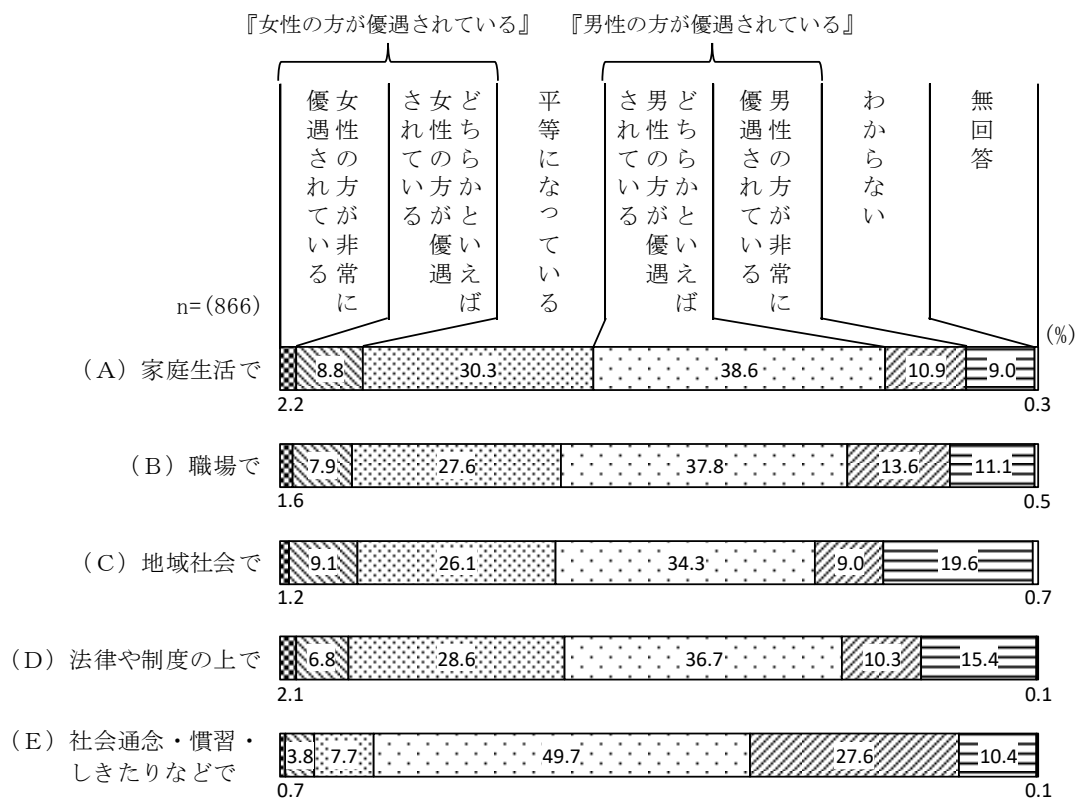 『女性の方が優遇されている』
『男性の方が優遇されている』
女性の方が非常に
優遇されている
どちらかといえば
女性の方が優遇
されている
平等になっている
どちらかといえば
男性の方が優遇
されている
男性の方が非常に
優遇されている
わからない
無回答
n=(866)
(%)
（Ａ）家庭生活で
8.8
30.3
38.6
10.9
9.0
2.2
0.3
（Ｂ）職場で
7.9
27.6
37.8
13.6
11.1
1.6
0.5
（Ｃ）地域社会で
9.1
26.1
34.3
9.0
19.6
1.2
0.7
（Ｄ）法律や制度の上で
6.8
28.6
36.7
10.3
15.4
2.1
0.1
（Ｅ）社会通念・慣習・
しきたりなどで
3.8
7.7
49.7
27.6
10.4
0.7
0.1